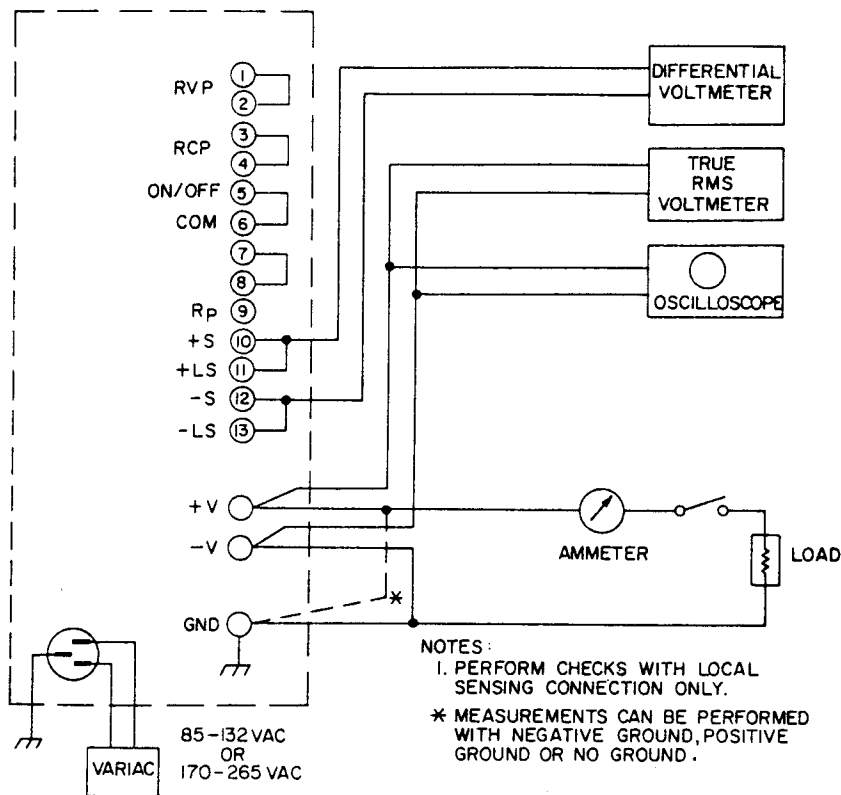 RVP
1
2
RCP
3
4
ON/OFF
5
COM
6
7
8
Rp
9
+S
10
+LS
11
-S
12
-LS
13
+V
-V
GND
DIFFERENTIAL
VOLTMETER
TRUE
RMS
VOLTMETER
OSCILLOSCOPE
AMMETER
LOAD
*
VARIAC
85-132 VAC
OR
170-265 VAC
NOTES:
1. PERFORM CHECKS WITH LOCAL
SENSING CONNECTION ONLY.
* MEASUREMENTS CAN BE PERFORMED
WITH NEGATIVE GROUND, POSITIVE
GROUND OR NO GROUND.